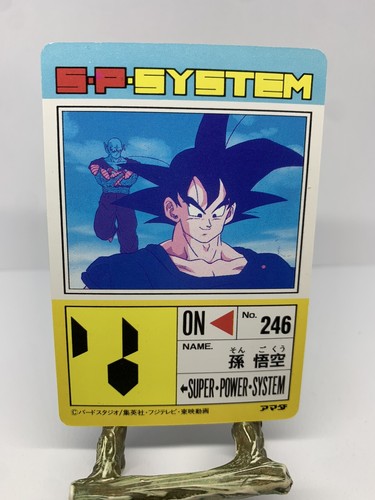 S・P・SYSTEM
ON
No. 246
NAME.
そん ごくう
孫 悟空
←SUPER・POWER・SYSTEM
©バードスタジオ/集英社・フジテレビ・東映動画
アマダ